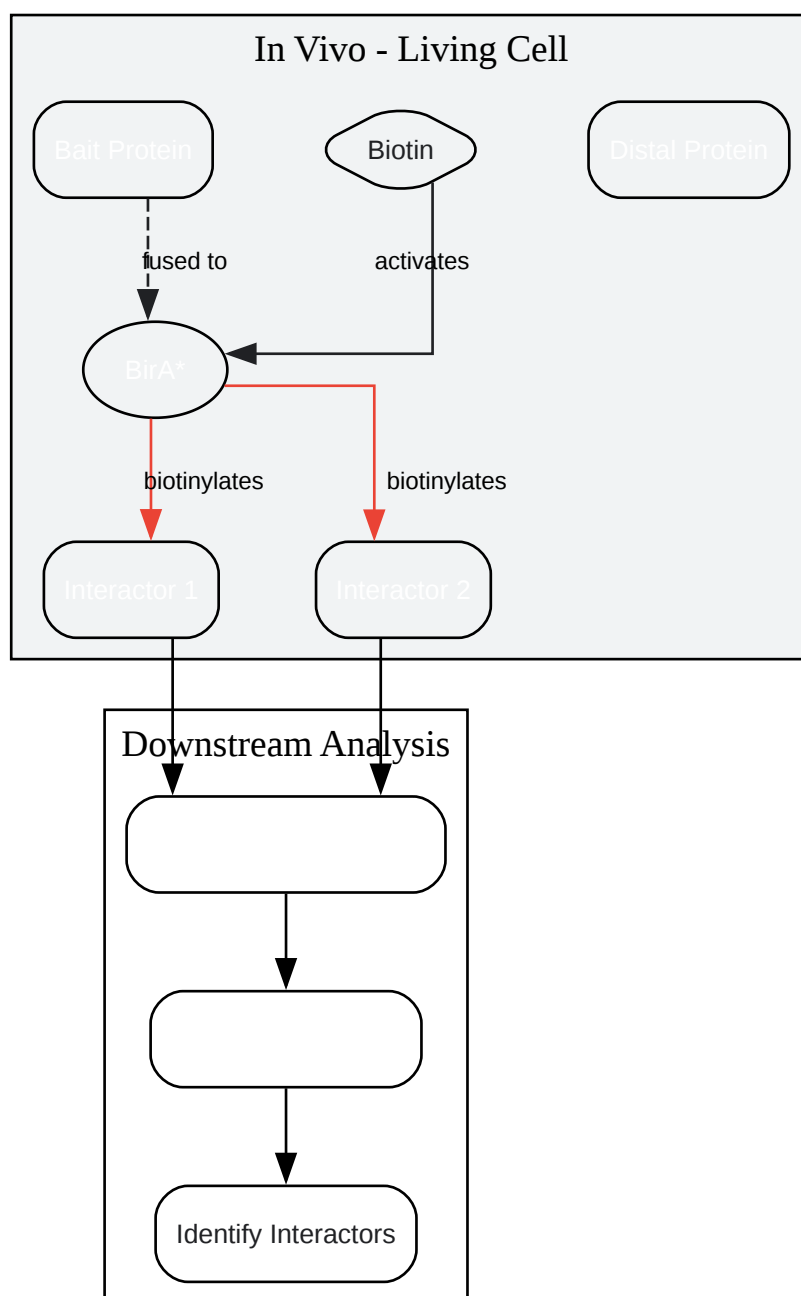 In Vivo - Living Cell
Bait Protein
Biotin
Distal Protein
fused to
activates
BirA*
biotinylates
biotinylates
Interactor 1
Interactor 2
Downstream Analysis
Identify Interactors